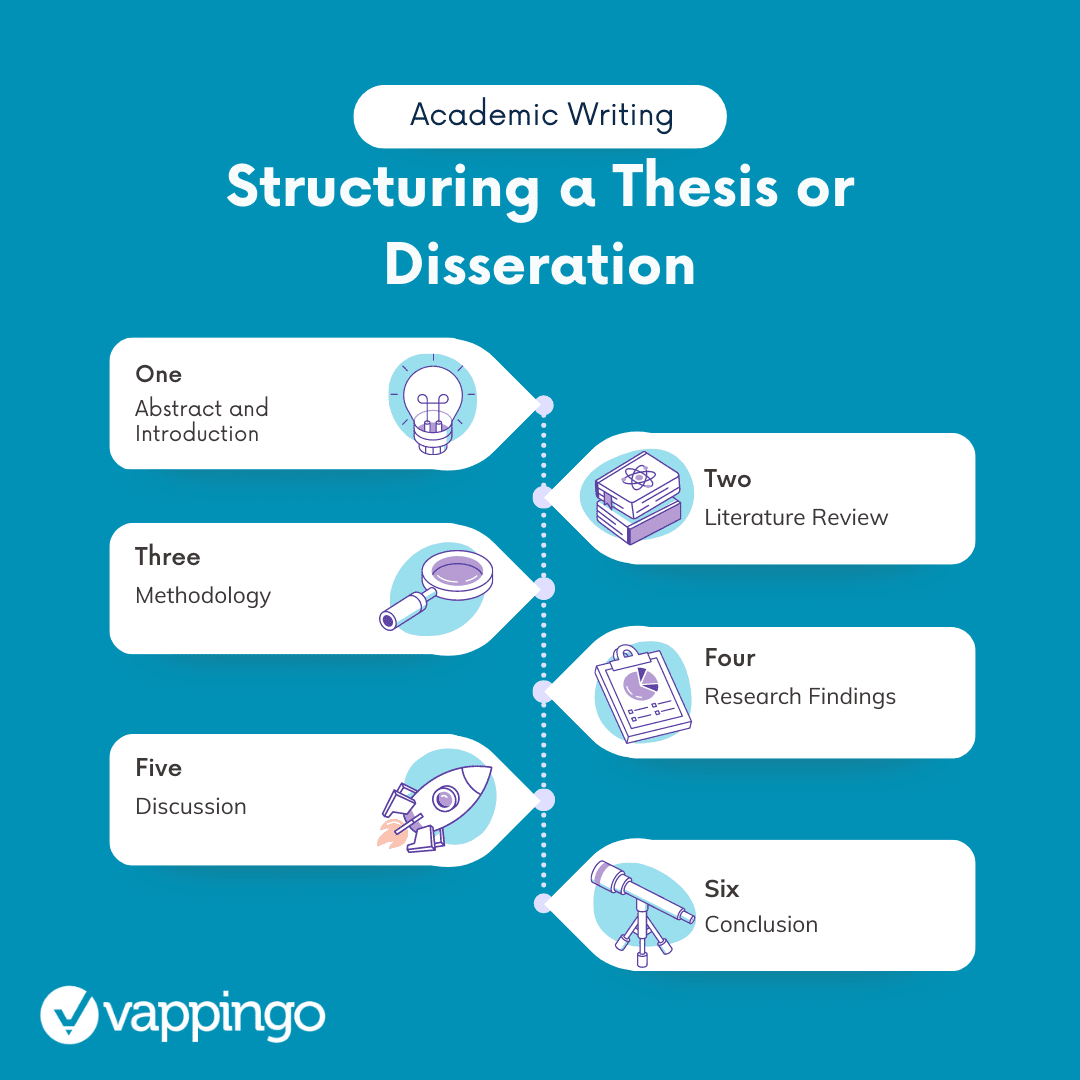 Academic Writing
Structuring a Thesis or
Disseration
One
Abstract and
Introduction
Two
Literature Review
Three
Methodology
Four
Research Findings
Five
Discussion
Six
Conclusion
vappingo